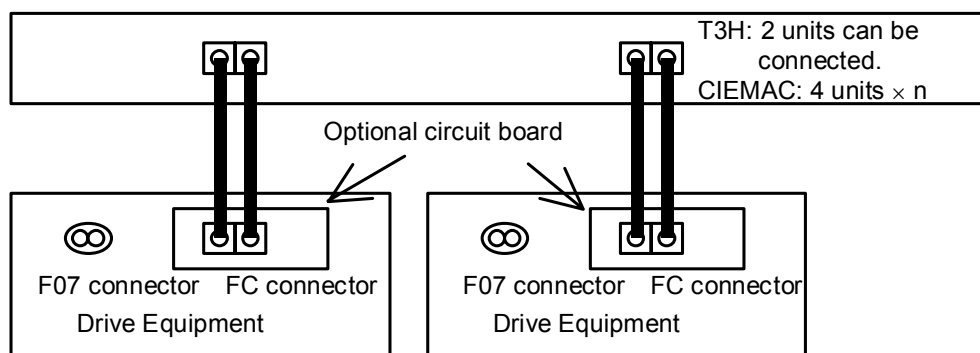 T3H: 2 units can be
connected.
CIEMAC: 4 units × n
Optional circuit board
F07 connector FC connector
Drive Equipment
F07 connector FC connector
Drive Equipment